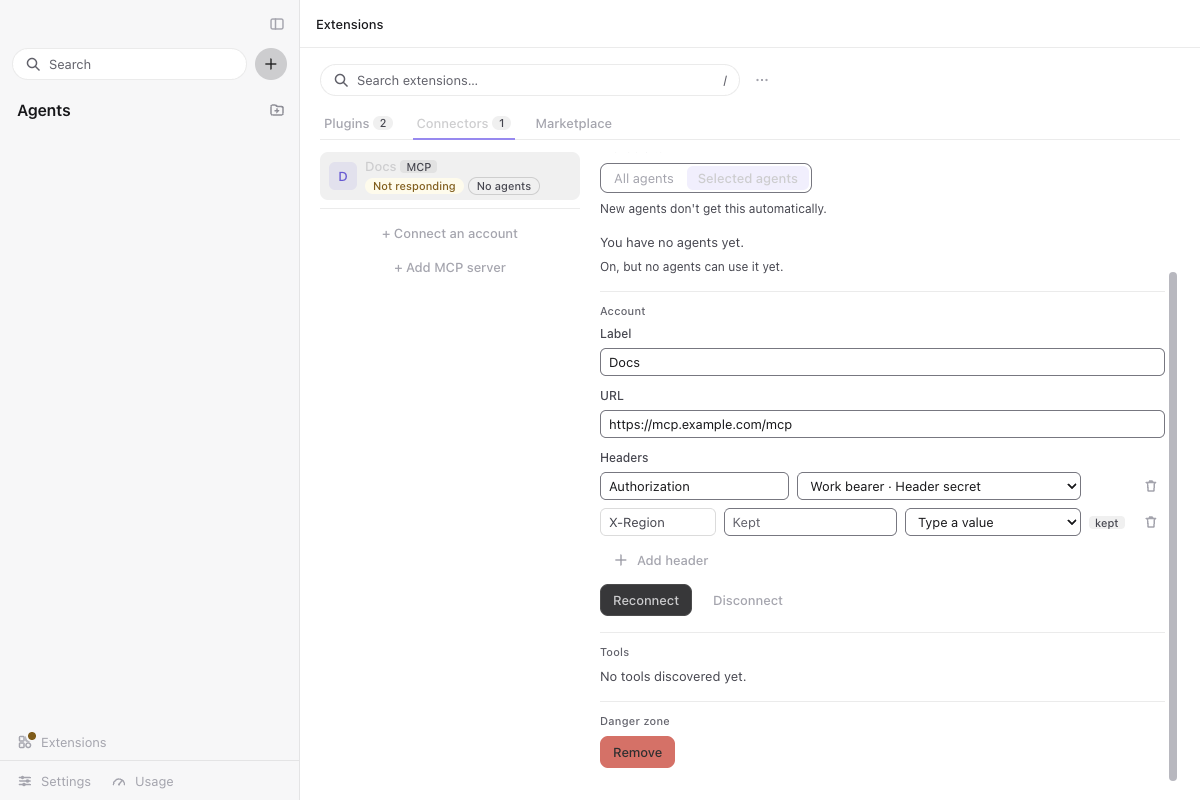 Extensions
Search
Agents
Search extensions...
/
Plugins 2
Connectors 1
Marketplace
D
Docs MCP
Not responding
No agents
+ Connect an account
+ Add MCP server
All agents
Selected agents
New agents don't get this automatically.
You have no agents yet.
On, but no agents can use it yet.
Account
Label
Docs
URL
https://mcp.example.com/mcp
Headers
Authorization
Work bearer · Header secret
X-Region
Kept
Type a value
kept
Add header
Reconnect
Disconnect
Tools
No tools discovered yet.
Danger zone
Remove
Extensions
Settings
Usage